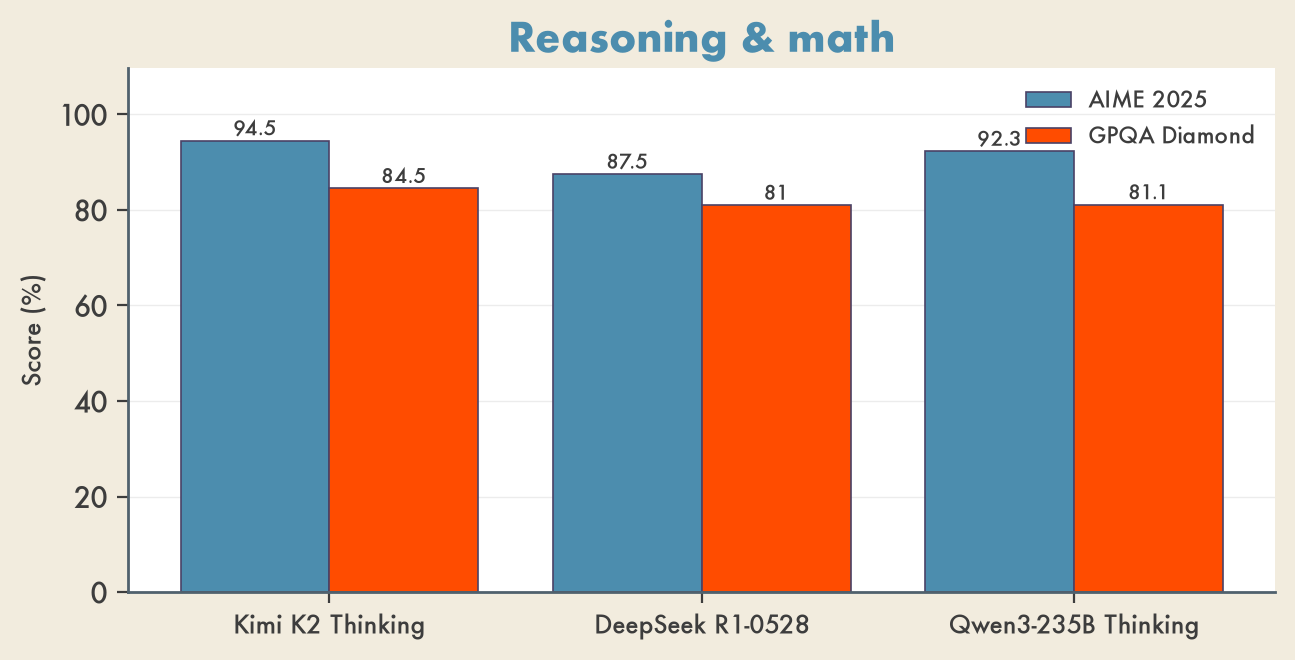 Reasoning & math
AIME 2025
GPQA Diamond
Score (%)
100
80
60
40
20
0
94.5
84.5
87.5
81
92.3
81.1
Kimi K2 Thinking
DeepSeek R1-0528
Qwen3-235B Thinking